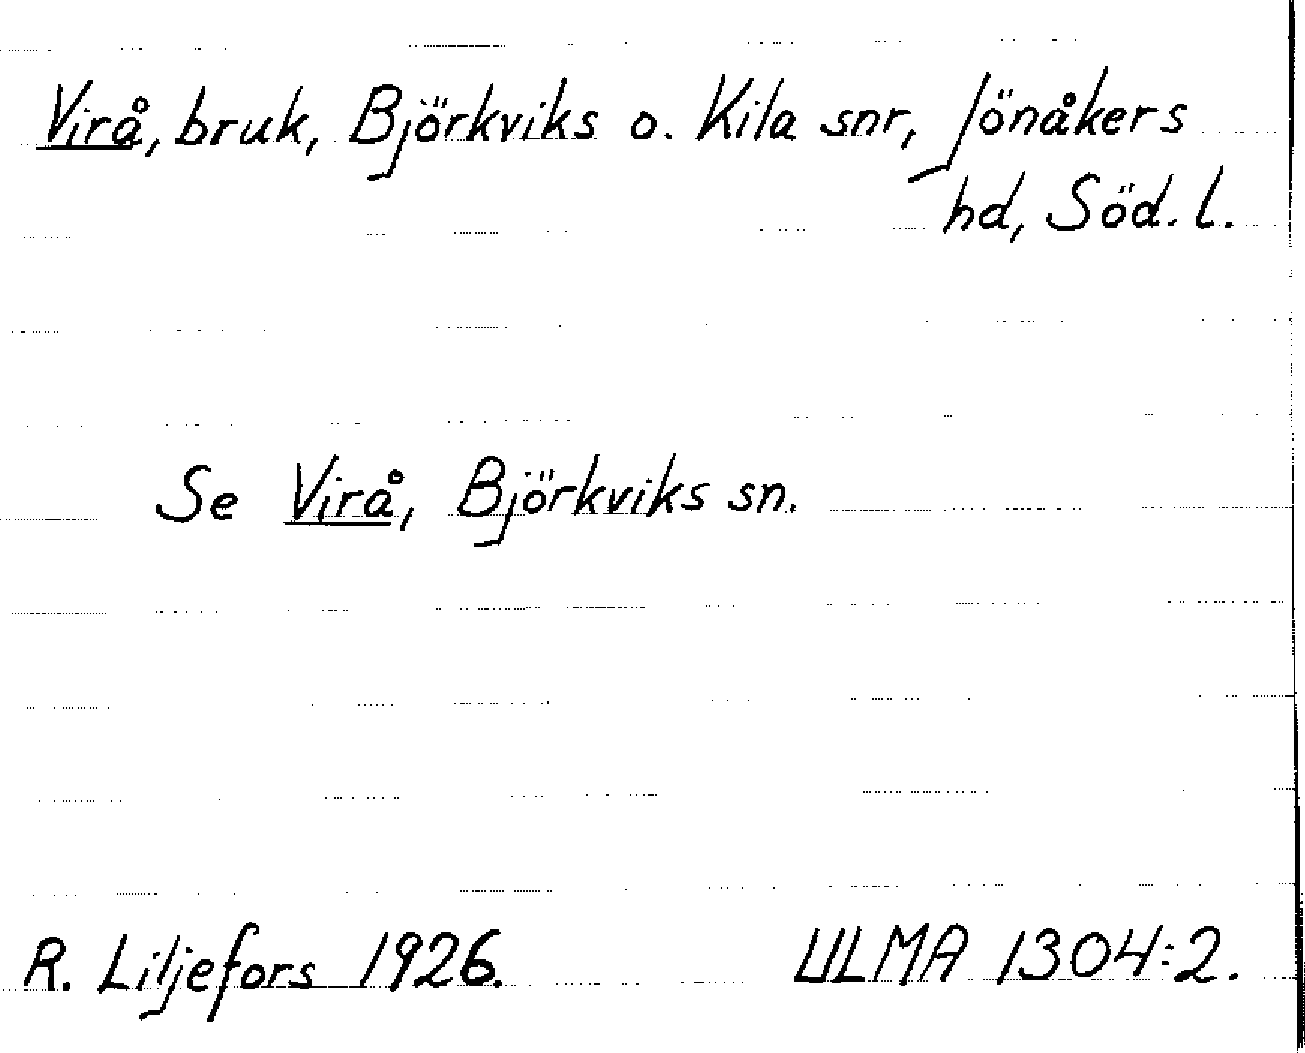 Virå, bruk, Björkviks o. Kila snr, Jönåkers
hd, Söd. l.
Se Virå, Björkviks sn.
R. Liljefors 1926. ULMA 1304:2.